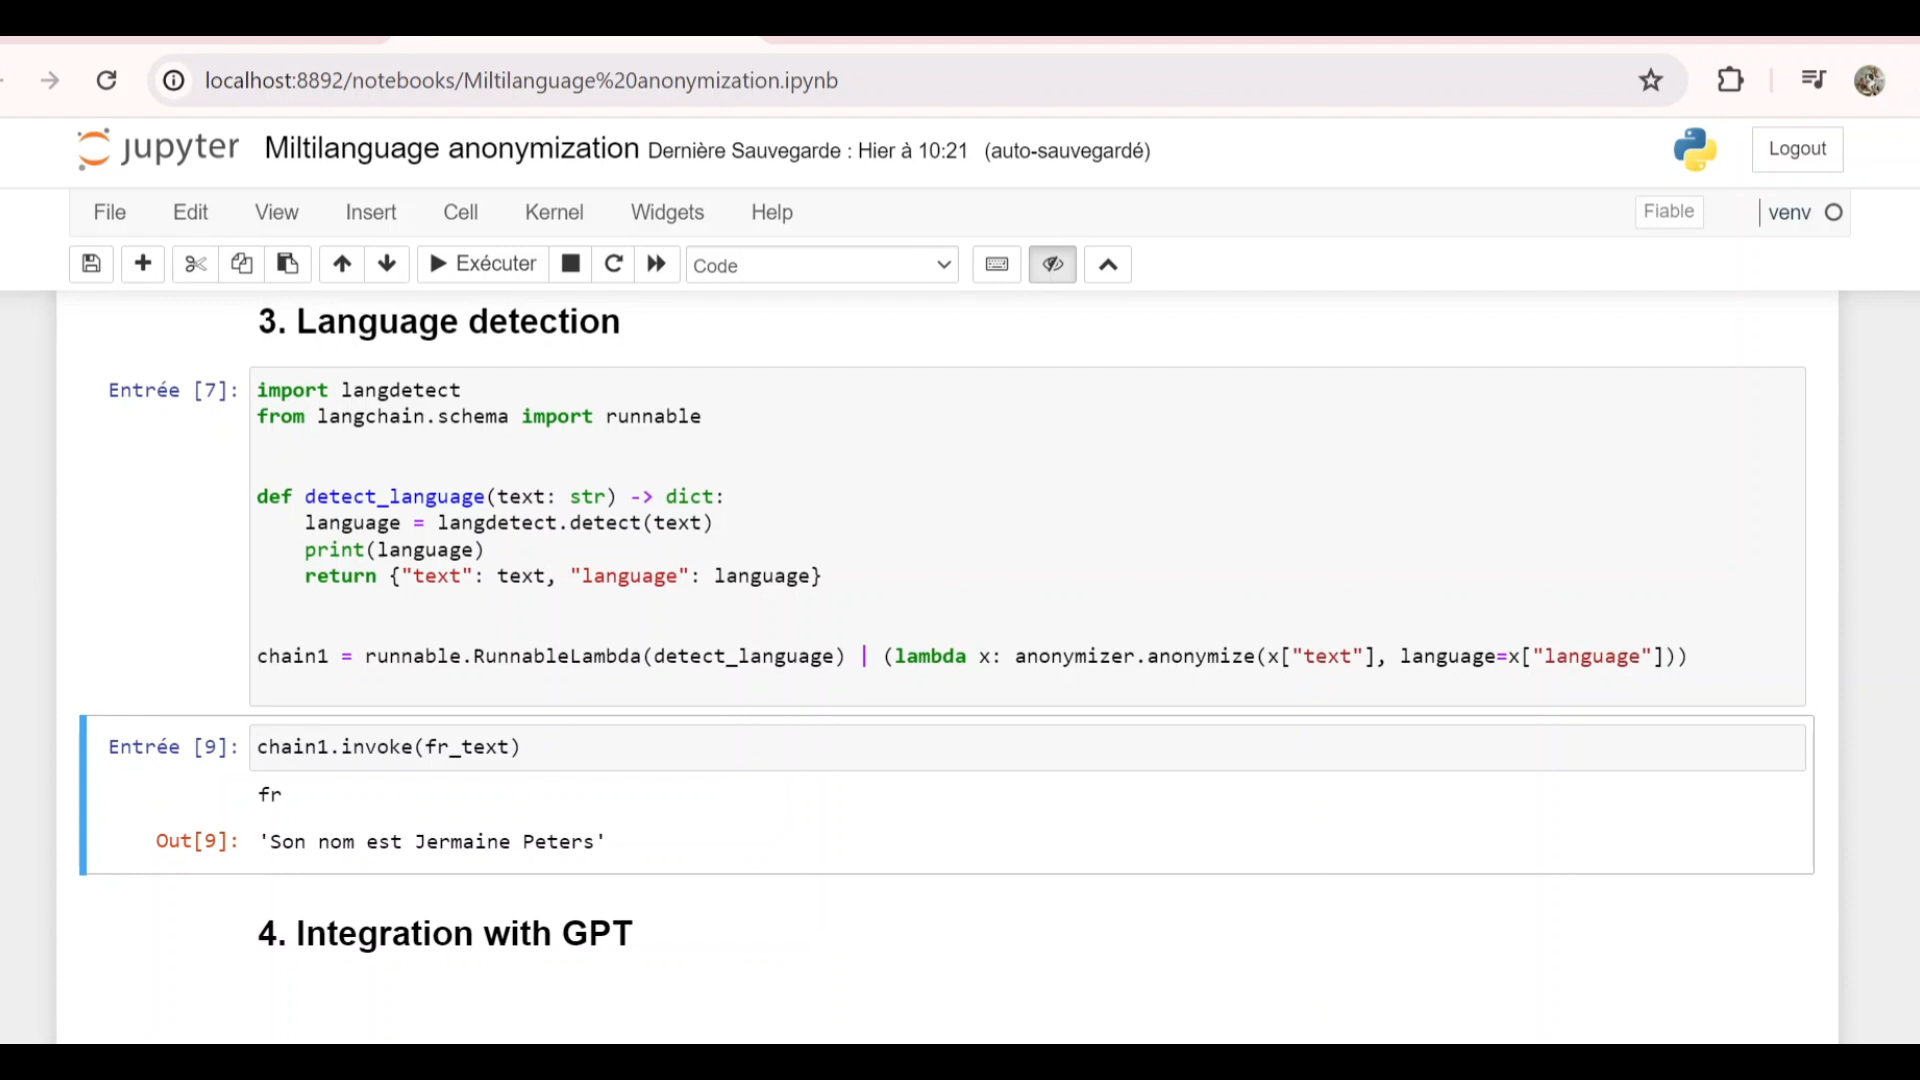 localhost:8892/notebooks/Miltilanguage%20anonymization.ipynb
jupyter Miltilanguage anonymization Dernière Sauvegarde : Hier à 10:21 (auto-sauvegardé) Logout
File Edit View Insert Cell Kernel Widgets Help Fiable venv
Exécuter Code
3. Language detection
Entrée [7]: import langdetect
from langchain.schema import runnable
def detect_language(text: str) -> dict:
    language = langdetect.detect(text)
    print(language)
    return {"text": text, "language": language}
chain1 = runnable.RunnableLambda(detect_language) | (lambda x: anonymizer.anonymize(x["text"], language=x["language"]))
Entrée [9]: chain1.invoke(fr_text)
fr
Out[9]: 'Son nom est Jermaine Peters'
4. Integration with GPT